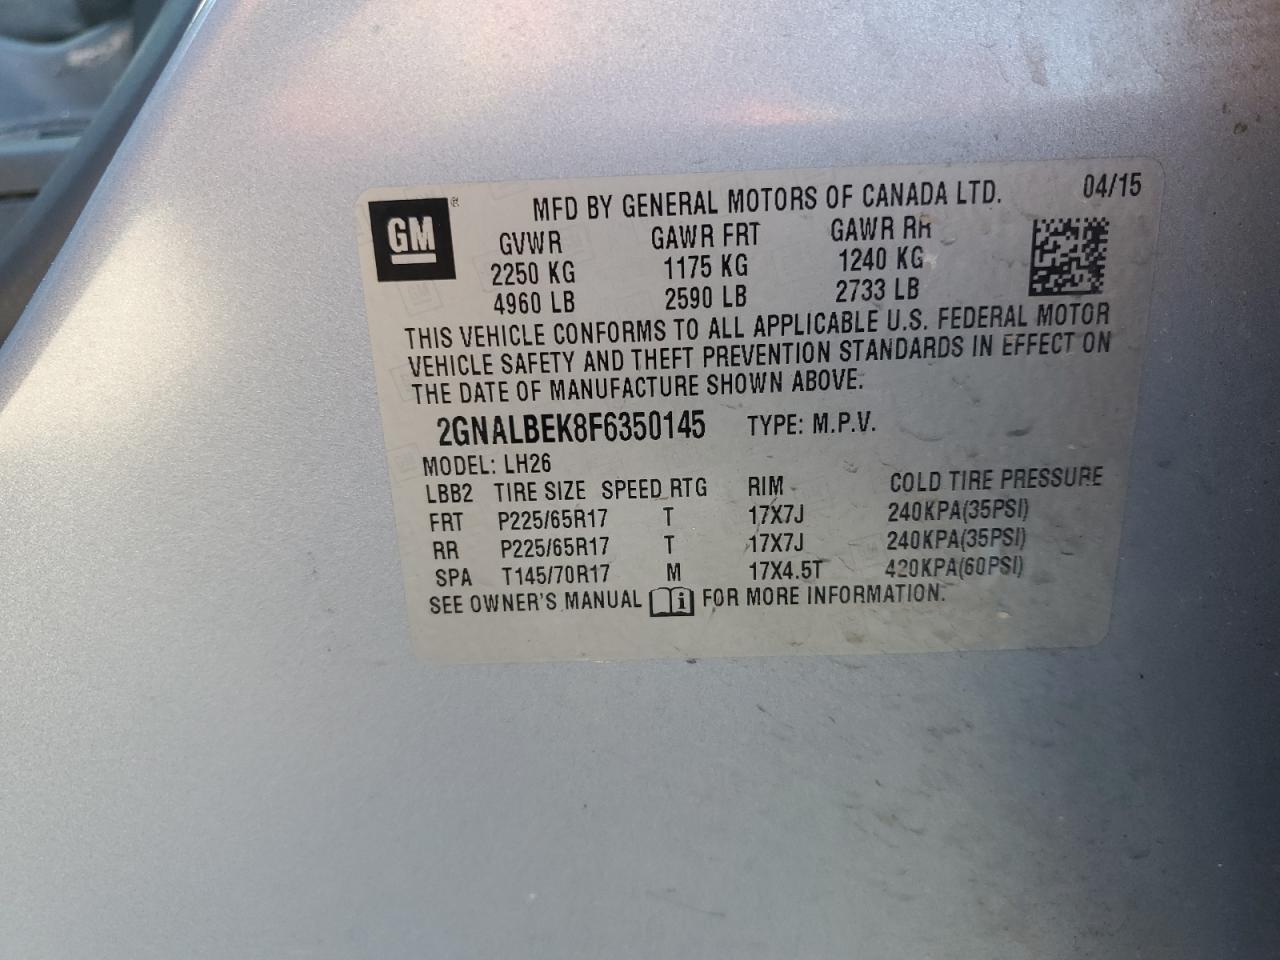 GM ®
MFD BY GENERAL MOTORS OF CANADA LTD. 04/15
GVWR GAWR FRT GAWR RR
2250 KG 1175 KG 1240 KG
4960 LB 2590 LB 2733 LB
THIS VEHICLE CONFORMS TO ALL APPLICABLE U.S. FEDERAL MOTOR
VEHICLE SAFETY AND THEFT PREVENTION STANDARDS IN EFFECT ON
THE DATE OF MANUFACTURE SHOWN ABOVE.
2GNALBEK8F6350145 TYPE: M.P.V.
MODEL: LH26
LBB2 TIRE SIZE SPEED RTG RIM COLD TIRE PRESSURE
FRT P225/65R17 T 17X7J 240KPA(35PSI)
RR P225/65R17 T 17X7J 240KPA(35PSI)
SPA T145/70R17 M 17X4.5T 420KPA(60PSI)
SEE OWNER'S MANUAL i FOR MORE INFORMATION.